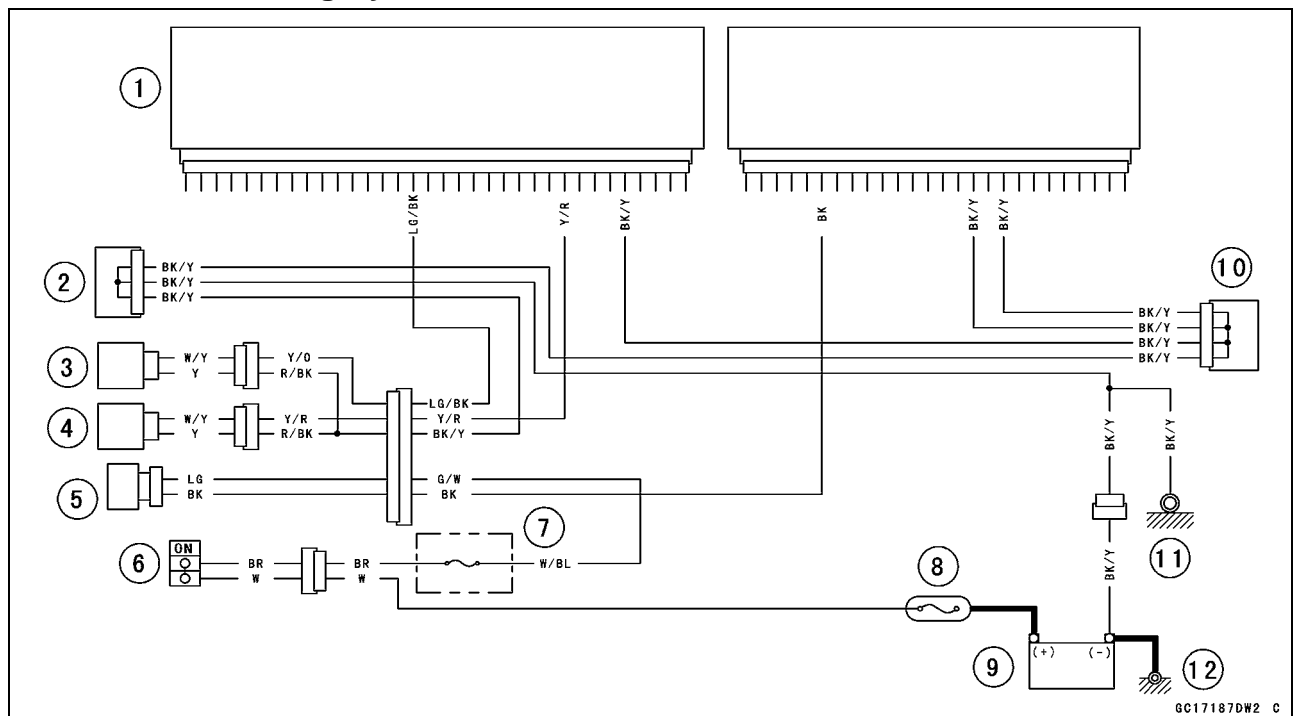 1
LG/BK
Y/R
BK/Y
BK
BK/Y
BK/Y
2
BK/Y
BK/Y
BK/Y
10
BK/Y
BK/Y
BK/Y
BK/Y
3
W/Y Y/O
Y R/BK
4
W/Y Y/R
Y R/BK
LG/BK
Y/R
BK/Y
BK/Y
BK/Y
5
LG G/W
BK BK
6
ON
BR BR
W W
7
W/BL
8
11
BK/Y
9
(+) (-)
12
GC17187DW2 C